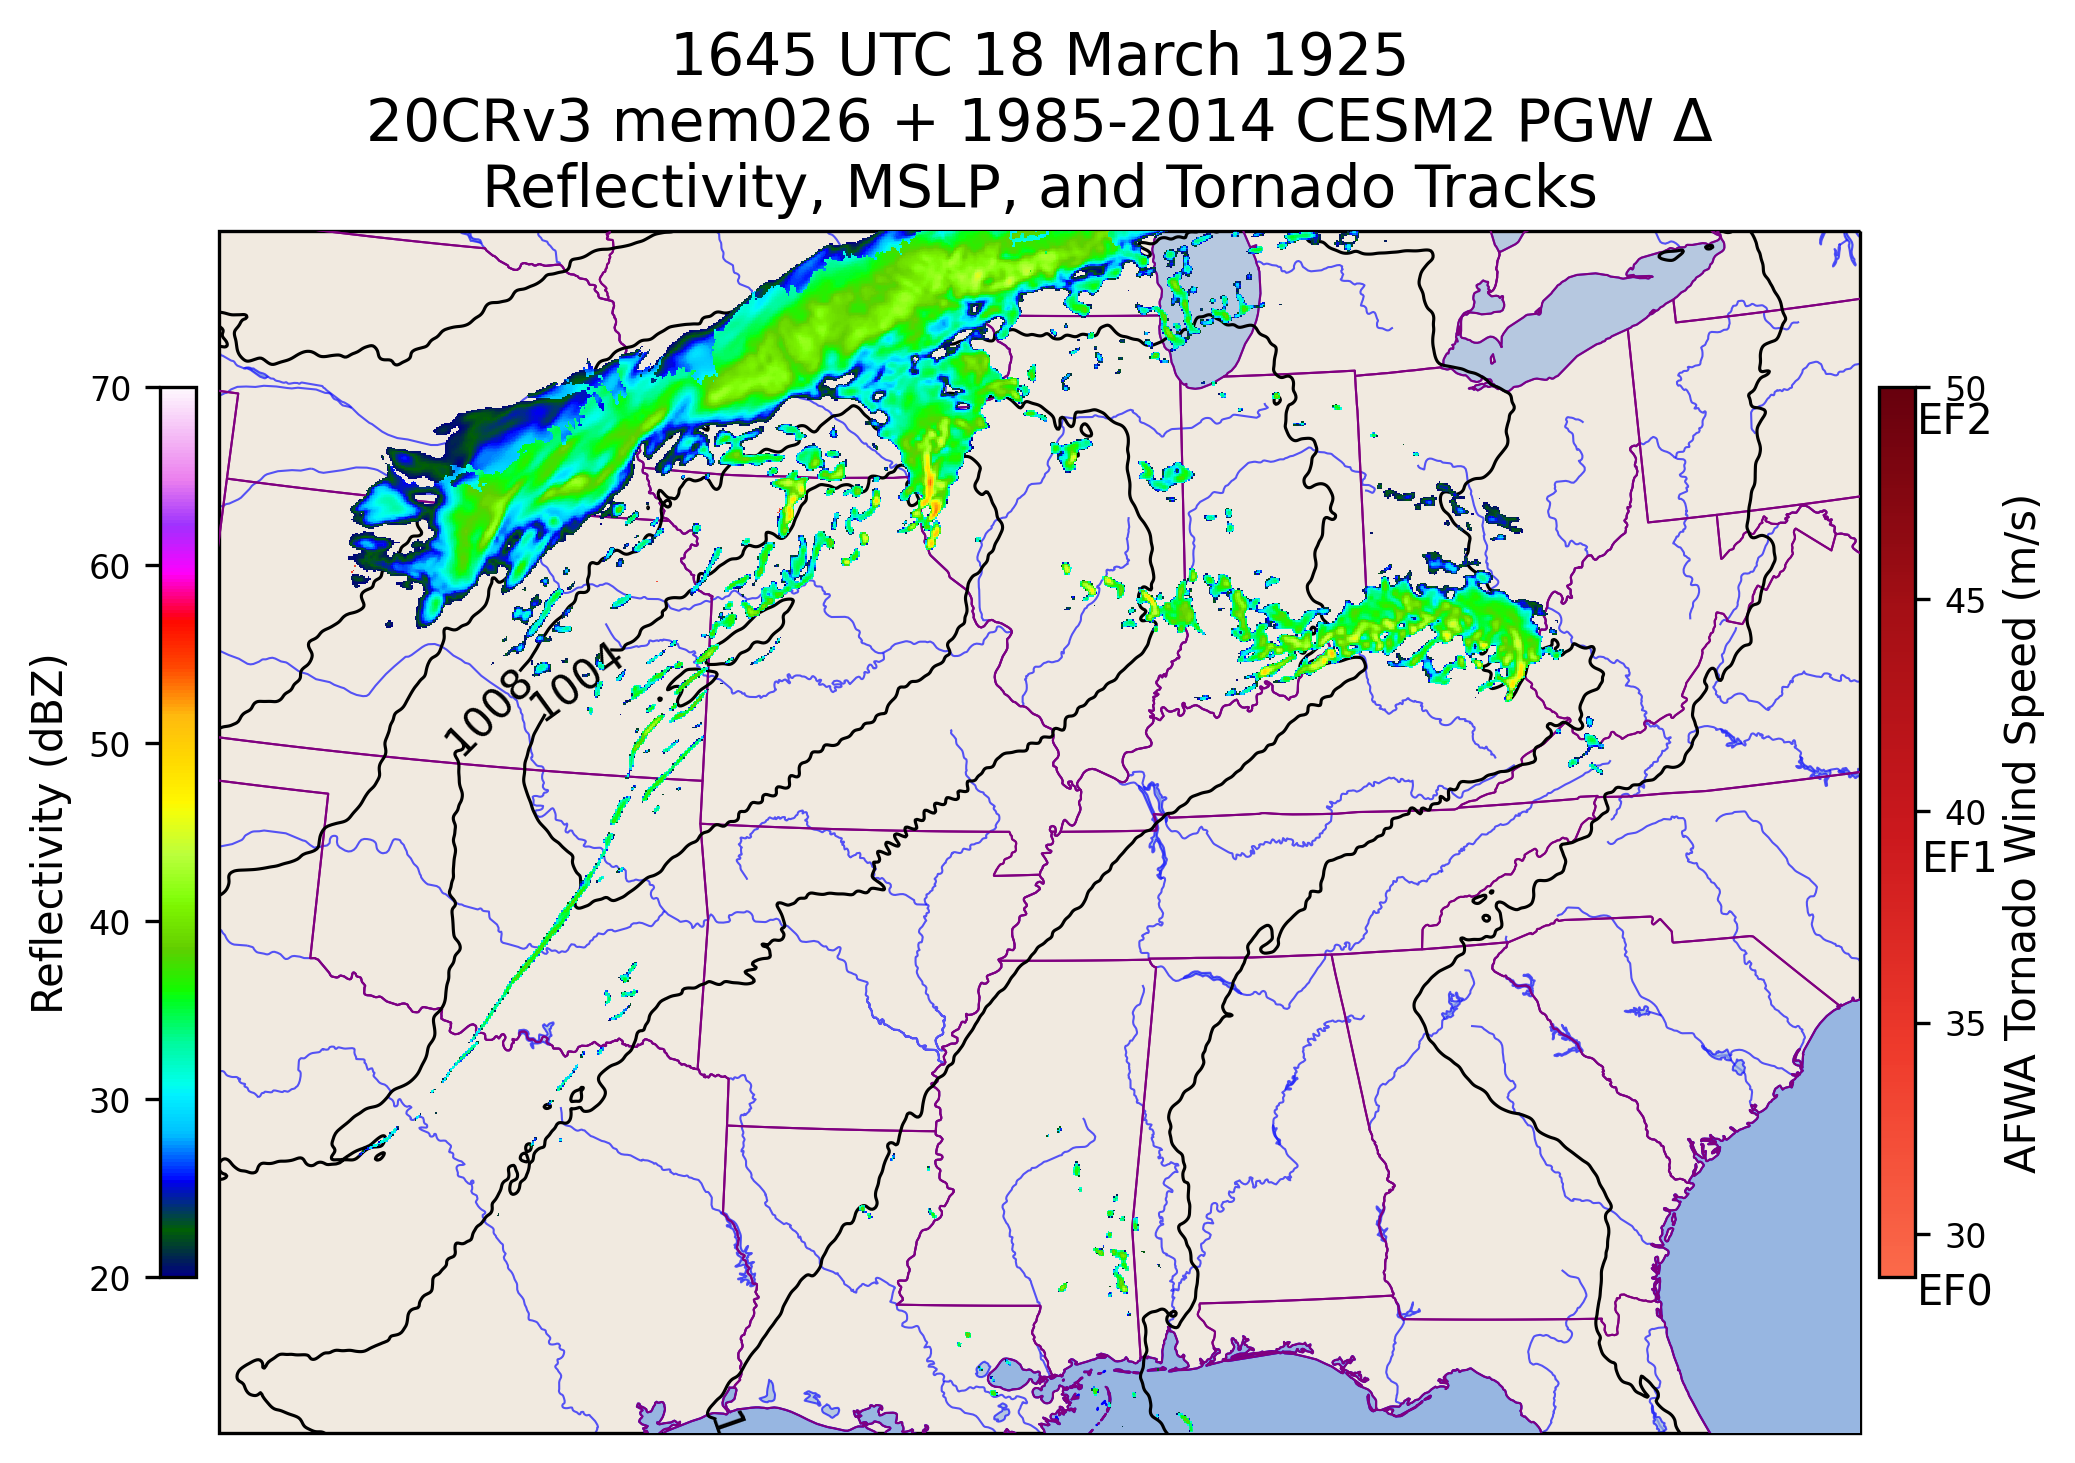 1645 UTC 18 March 1925
20CRv3 mem026 + 1985-2014 CESM2 PGW Δ
Reflectivity, MSLP, and Tornado Tracks
Reflectivity (dBZ)
70
60
50
40
30
20
1008
1004
50
EF2
45
40
EF1
35
30
EF0
AFWA Tornado Wind Speed (m/s)